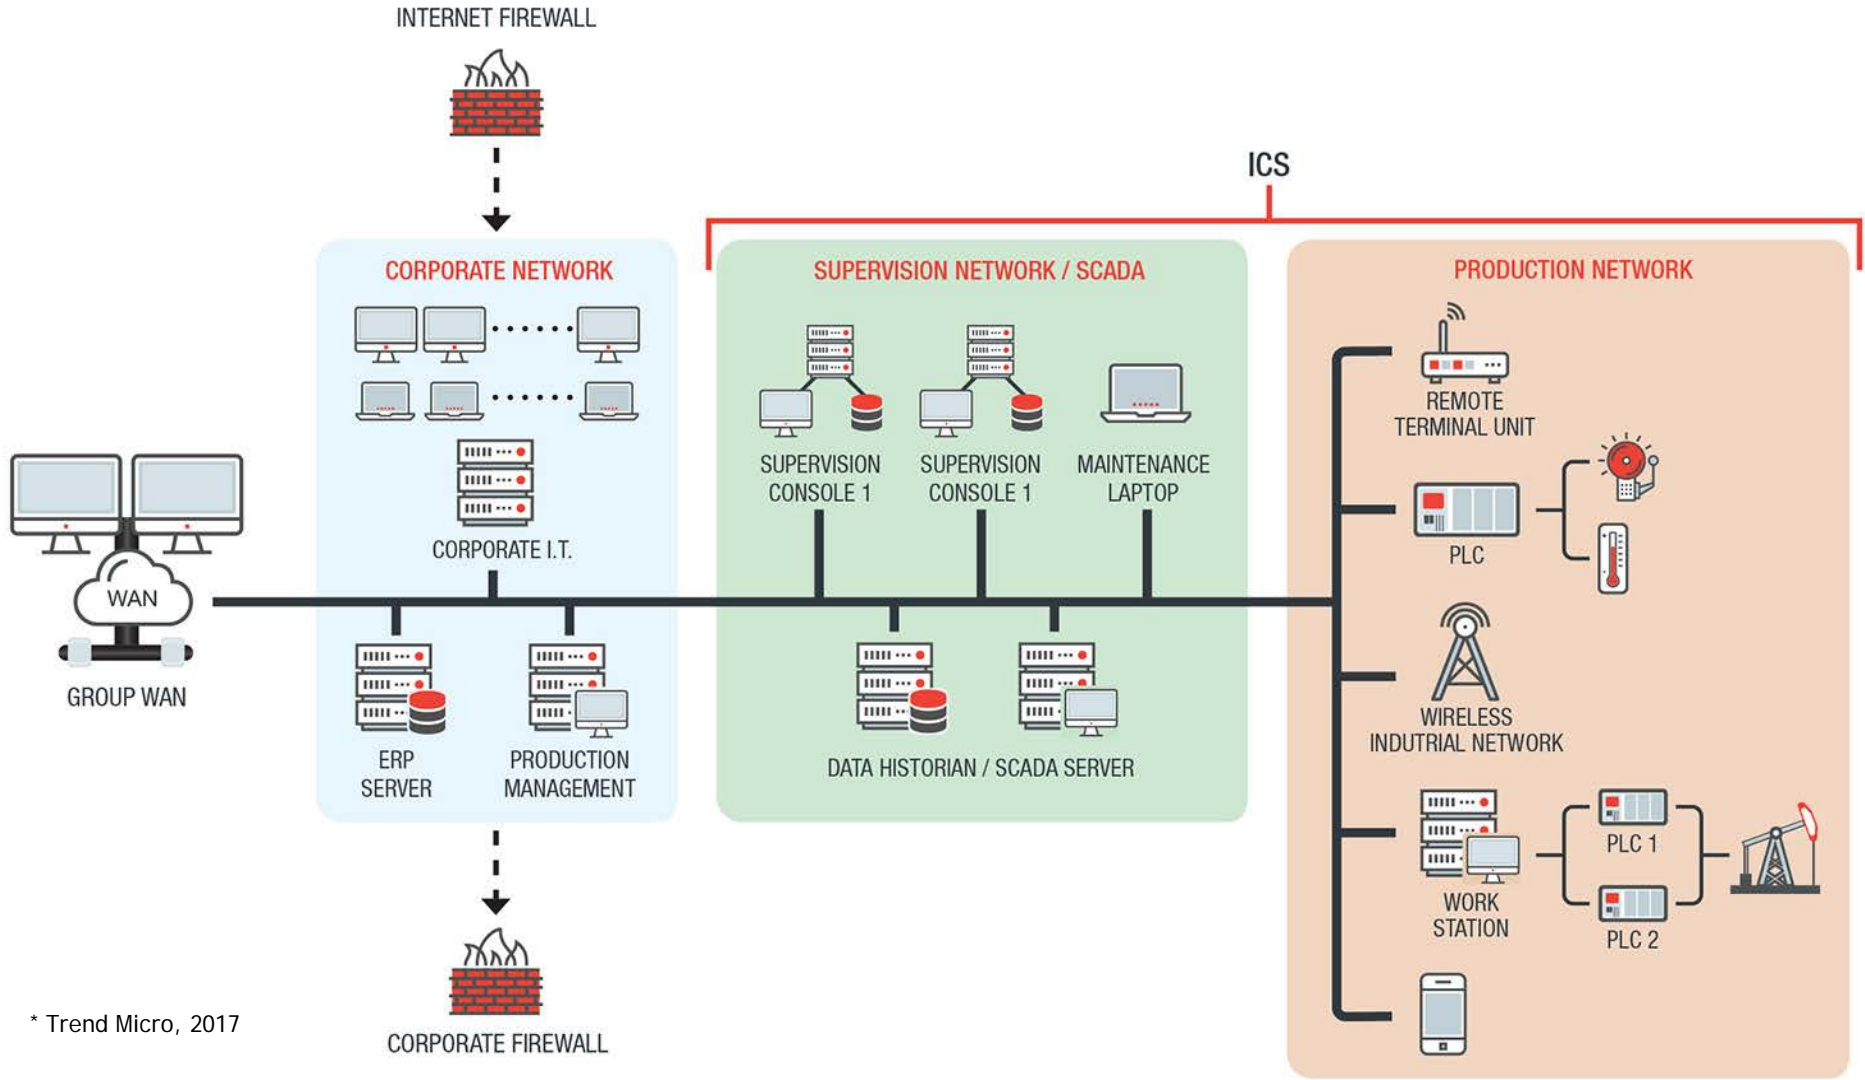 INTERNET FIREWALL
ICS
CORPORATE NETWORK
SUPERVISION NETWORK / SCADA
PRODUCTION NETWORK
REMOTE
TERMINAL UNIT
SUPERVISION
CONSOLE 1
SUPERVISION
CONSOLE 1
MAINTENANCE
LAPTOP
CORPORATE I.T.
PLC
WAN
GROUP WAN
WIRELESS
INDUTRIAL NETWORK
ERP
SERVER
PRODUCTION
MANAGEMENT
DATA HISTORIAN / SCADA SERVER
WORK
STATION
PLC 1
PLC 2
* Trend Micro, 2017
CORPORATE FIREWALL